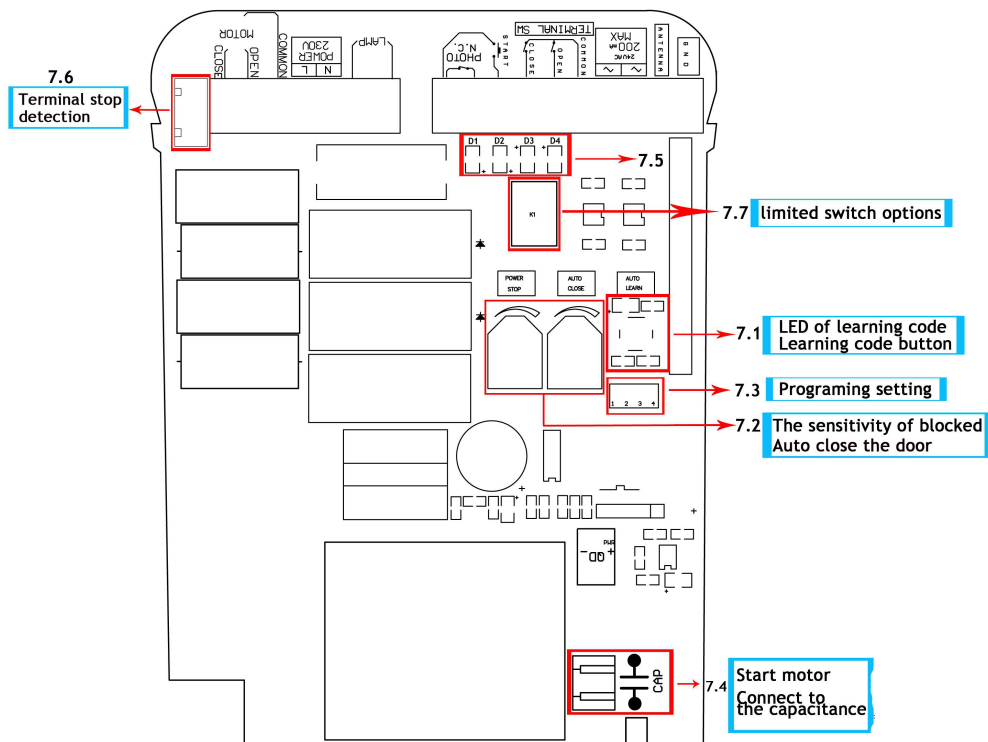 MOTOR
CLOSE
OPEN
COMMON
POWER
230V
L
N
LAMP
PHOTO
N.C.
START
TERMINAL SW
CLOSE
OPEN
COMMON
24VAC
200mA
MAX
~
~
ANTENNA
GND
7.6
Terminal stop
detection
D1 D2 D3 D4
+ + + +
7.5
K1
7.7 limited switch options
POWER
STOP
AUTO
CLOSE
AUTO
LEARN
+
7.1 LED of learning code
Learning code button
1 2 3 4
7.3 Programing setting
7.2 The sensitivity of blocked
Auto close the door
+
+
+
+
PWR
+ QD -
+
+
CAP
7.4 Start motor
Connect to
the capacitance